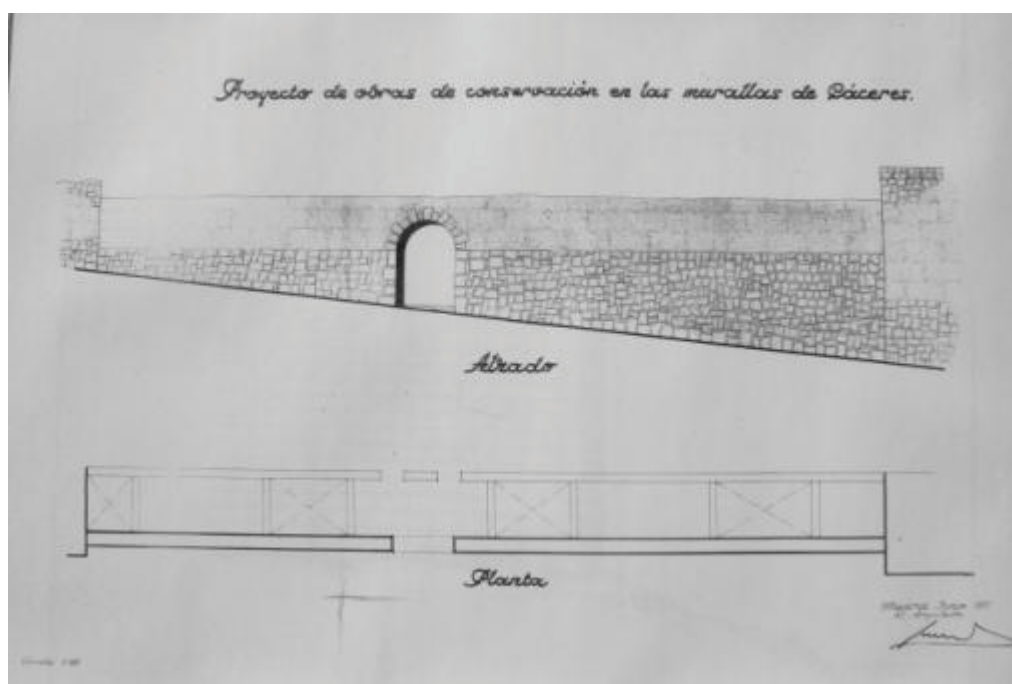 Proyecto de obras de conservación en las murallas de Cáceres.
Alzado
Planta